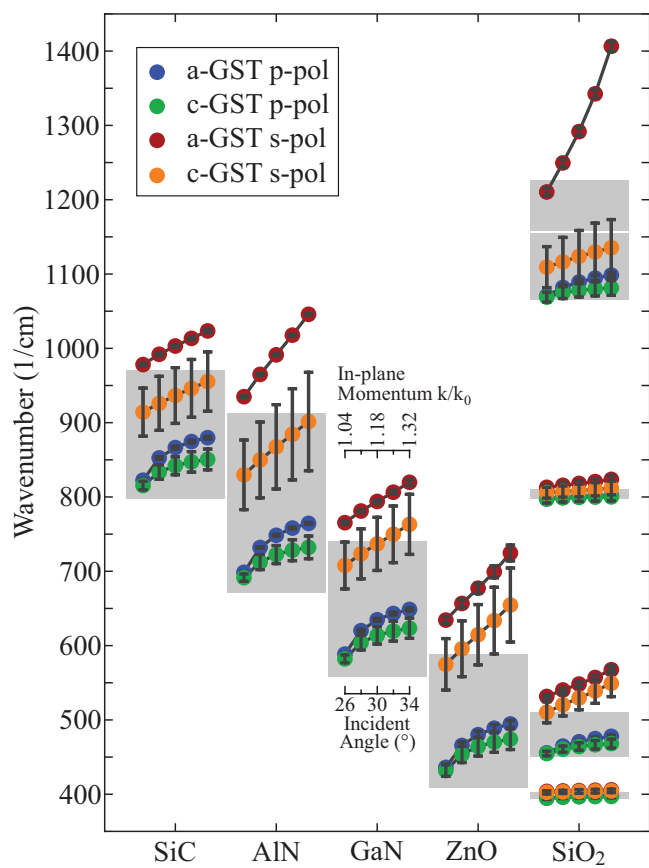 1400
1300
1200
1100
1000
900
800
700
600
500
400
Wavenumber (1/cm)
a-GST p-pol
c-GST p-pol
a-GST s-pol
c-GST s-pol
In-plane
Momentum k/k₀
1.04 1.18 1.32
26 30 34
Incident
Angle (°)
SiC AlN GaN ZnO SiO₂